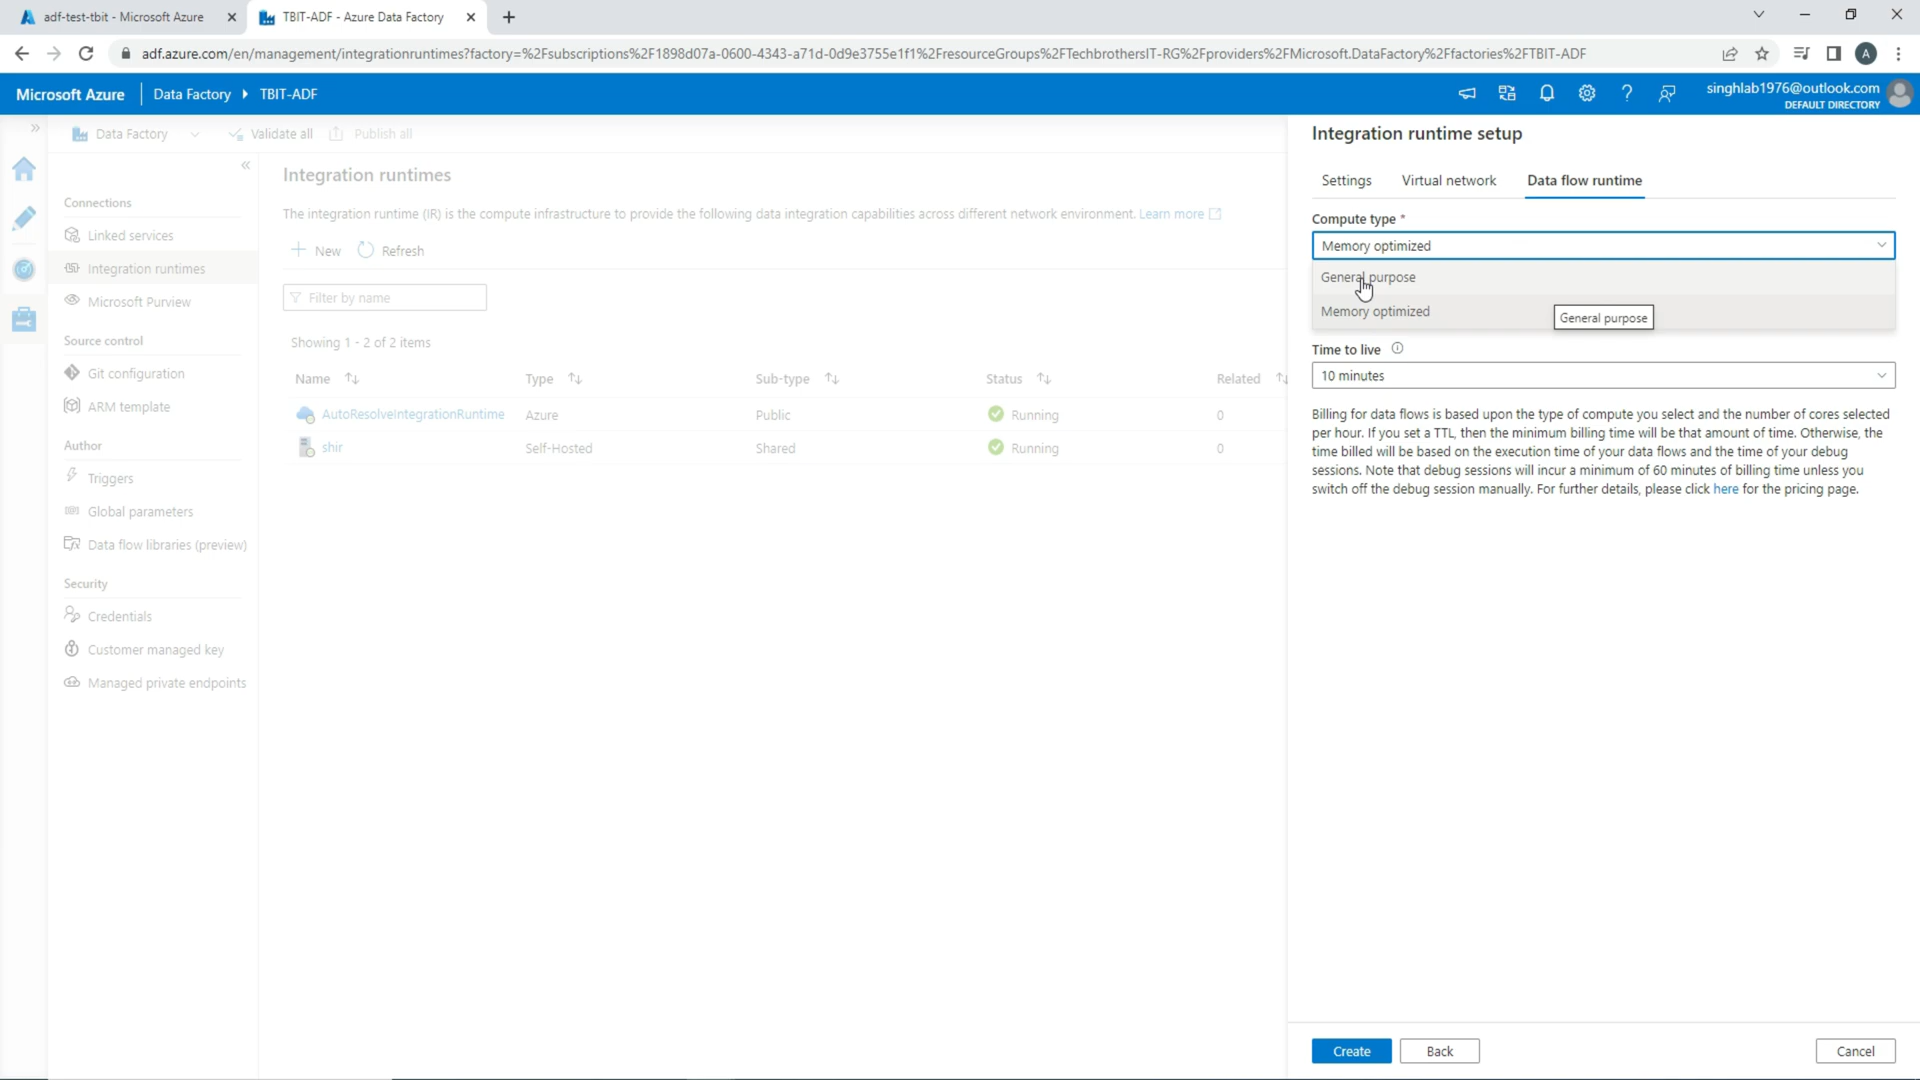 adf-test-tbit - Microsoft Azure
TBIT-ADF - Azure Data Factory
adf.azure.com/en/management/integrationruntimes?factory=%2Fsubscriptions%2F1898d07a-0600-4343-a71d-0d9e3755e1f1%2FresourceGroups%2FTechbrothersIT-RG%2Fproviders%2FMicrosoft.DataFactory%2Ffactories%2FTBIT-ADF
A
Microsoft Azure
Data Factory
TBIT-ADF
singhlab1976@outlook.com
DEFAULT DIRECTORY
Data Factory
Validate all
Publish all
Connections
Linked services
Integration runtimes
Microsoft Purview
Source control
Git configuration
ARM template
Author
Triggers
Global parameters
Data flow libraries (preview)
Security
Credentials
Customer managed key
Managed private endpoints
Integration runtimes
The integration runtime (IR) is the compute infrastructure to provide the following data integration capabilities across different network environment. Learn more
New
Refresh
Filter by name
Showing 1 - 2 of 2 items
Name Type Sub-type Status Related
AutoResolveIntegrationRuntime Azure Public Running 0
shir Self-Hosted Shared Running 0
Integration runtime setup
Settings Virtual network Data flow runtime
Compute type *
Memory optimized
General purpose
Memory optimized
General purpose
Time to live
10 minutes
Billing for data flows is based upon the type of compute you select and the number of cores selected
per hour. If you set a TTL, then the minimum billing time will be that amount of time. Otherwise, the
time billed will be based on the execution time of your data flows and the time of your debug
sessions. Note that debug sessions will incur a minimum of 60 minutes of billing time unless you
switch off the debug session manually. For further details, please click here for the pricing page.
Create
Back
Cancel